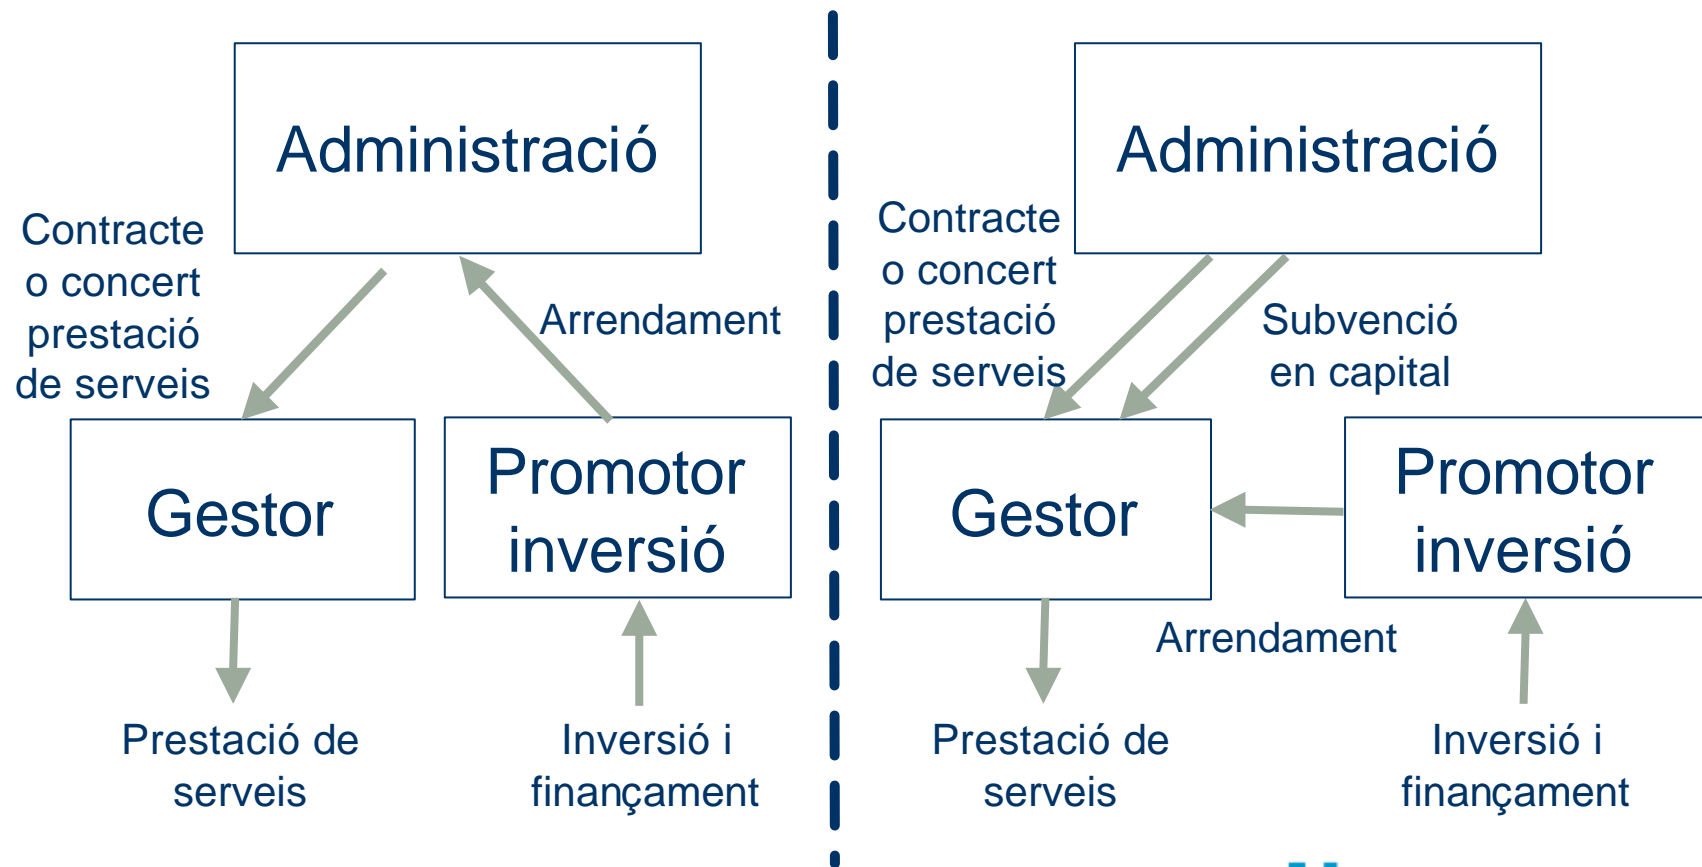 Administració
Contracte
o concert
prestació
de serveis
Arrendament
Gestor
Promotor
inversió
Prestació de
serveis
Inversió i
finançament
Administració
Contracte
o concert
prestació
de serveis
Subvenció
en capital
Gestor
Promotor
inversió
Arrendament
Prestació de
serveis
Inversió i
finançament